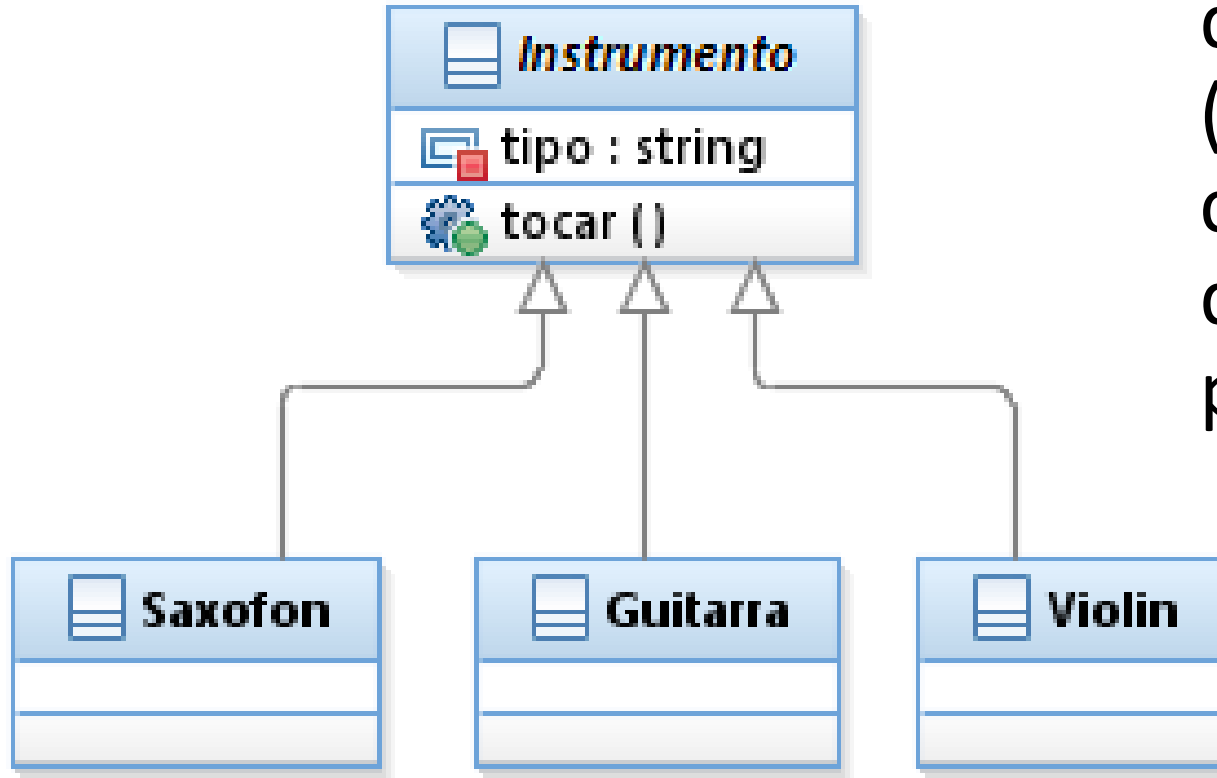 Instrumento
tipo : string
tocar ()
Saxofon
Guitarra
Violin
(
p